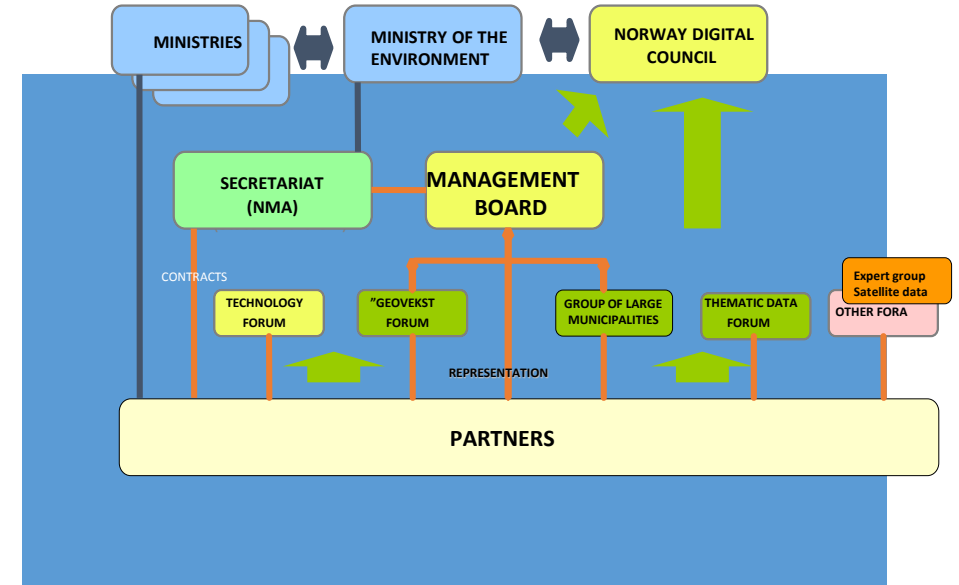 MINISTRIES
MINISTRY OF THE
ENVIRONMENT
NORWAY DIGITAL
COUNCIL
SECRETARIAT
(NMA)
MANAGEMENT
BOARD
CONTRACTS
TECHNOLOGY
FORUM
”GEOVEKST
FORUM
GROUP OF LARGE
MUNICIPALITIES
THEMATIC DATA
FORUM
Expert group
Satellite data
OTHER FORA
REPRESENTATION
PARTNERS